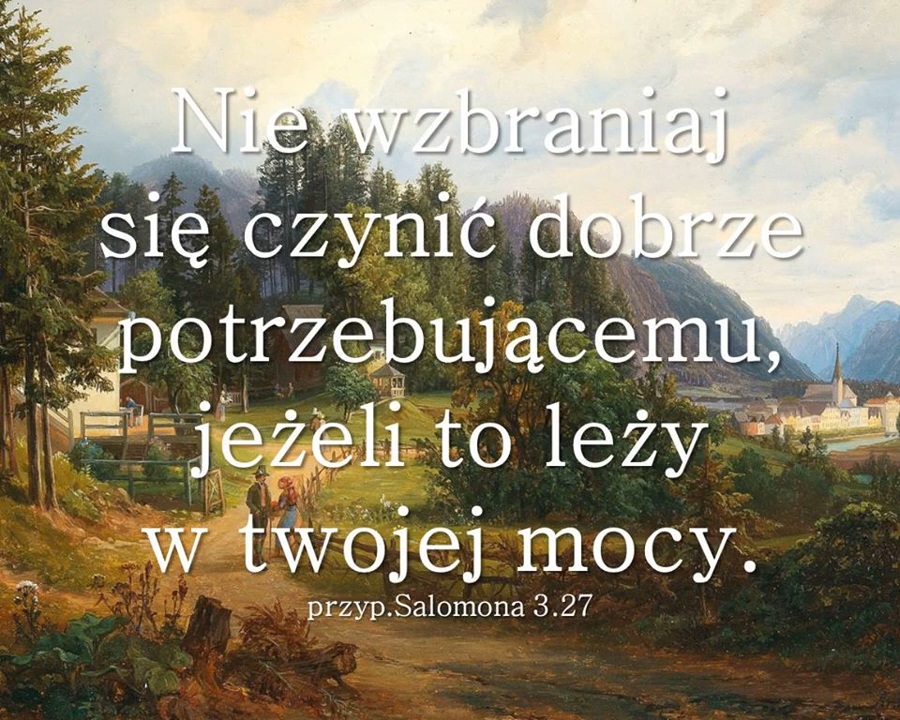 Nie wzbraniaj
się czynić dobrze
potrzebującemu,
jeżeli to leży
w twojej mocy.
przyp.Salomona 3.27